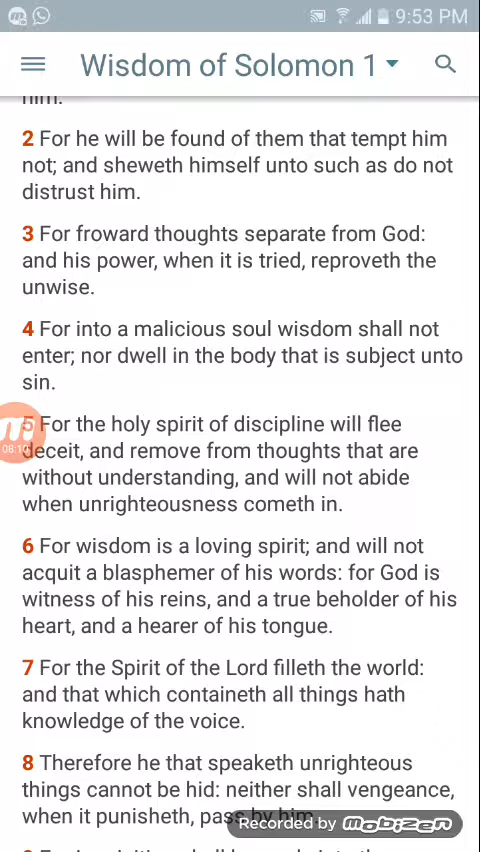 9:53 PM
Wisdom of Solomon 1
him.
2 For he will be found of them that tempt him
not; and sheweth himself unto such as do not
distrust him.
3 For froward thoughts separate from God:
and his power, when it is tried, reproveth the
unwise.
4 For into a malicious soul wisdom shall not
enter; nor dwell in the body that is subject unto
sin.
5 For the holy spirit of discipline will flee
deceit, and remove from thoughts that are
without understanding, and will not abide
when unrighteousness cometh in.
6 For wisdom is a loving spirit; and will not
acquit a blasphemer of his words: for God is
witness of his reins, and a true beholder of his
heart, and a hearer of his tongue.
7 For the Spirit of the Lord filleth the world:
and that which containeth all things hath
knowledge of the voice.
8 Therefore he that speaketh unrighteous
things cannot be hid: neither shall vengeance,
when it punisheth, pass by him.
Recorded by mobizen